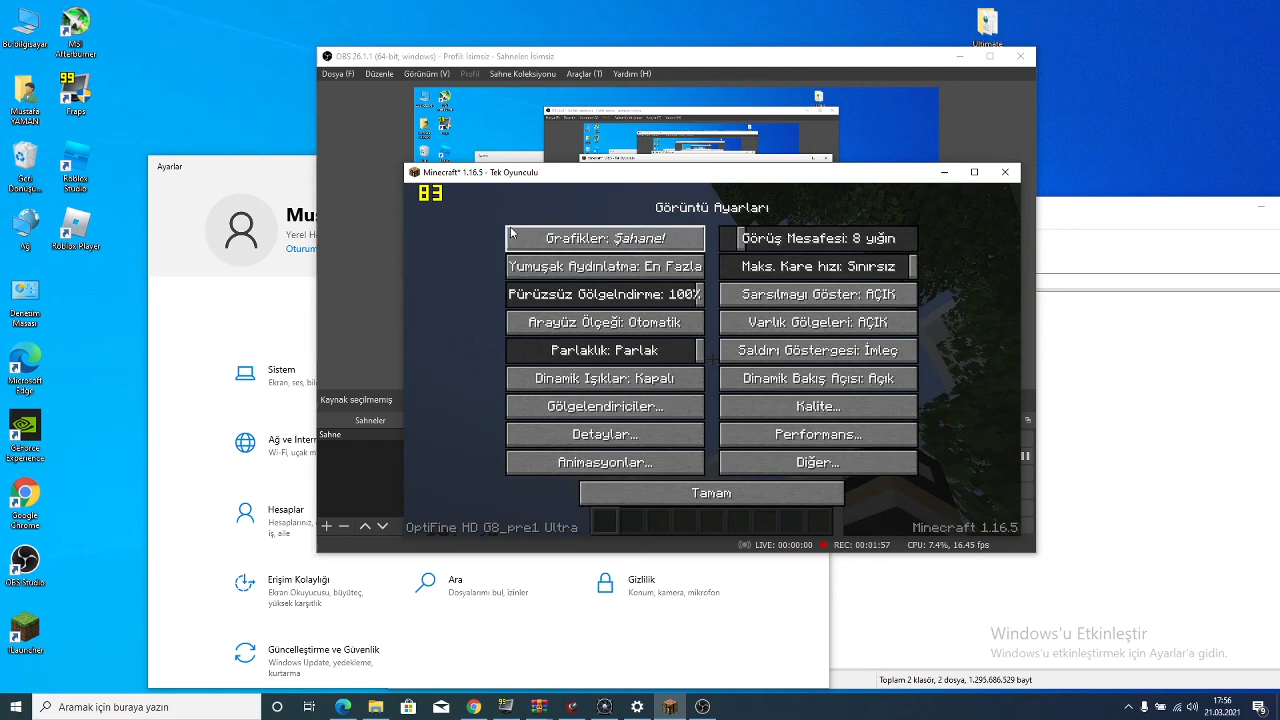 Bu bilgisayar
MSI
Afterburner
Ultimate
Mustafa
YAMAN
99
Fraps
Geri
Dönüşü...
Roblox
Studio
Ağ
Roblox Player
Denetim
Masası
Microsoft
Edge
GeForce
Experience
Google
Chrome
OBS Studio
iLauncher
OBS 26.1.1 (64-bit, windows) - Profil: İsimsiz - Sahneler: İsimsiz
Dosya (F)
Düzenle
Görünüm (V)
Profil
Sahne Koleksiyonu
Araçlar (T)
Yardım (H)
Kaynak seçilmemiş
Sahneler
Sahne
LIVE: 00:00:00
REC: 00:01:57
CPU: 7.4%, 16.45 fps
Ayarlar
Mus
Yerel He
Oturum
Sistem
Ekran, ses, bil
Ağ ve Intern
Wi-Fi, uçak m
Hesaplar
Hesaplarınız, e
iş, aile
Erişim Kolaylığı
Ekran Okuyucusu, büyüteç,
yüksek karşıtlık
Ara
Dosyalarımı bul, izinler
Gizlilik
Konum, kamera, mikrofon
Güncelleştirme ve Güvenlik
Windows Update, yedekleme,
kurtarma
Minecraft* 1.16.5 - Tek Oyunculu
83
Görüntü Ayarları
Grafikler: Şahane!
Görüş Mesafesi: 8 yığın
Yumuşak Aydınlatma: En Fazla
Maks. Kare hızı: Sınırsız
Pürüzsüz Gölgelndirme: 100%
Sarsılmayı Göster: AÇIK
Arayüz Ölçeği: Otomatik
Varlık Gölgeleri: AÇIK
Parlaklık: Parlak
Saldırı Göstergesi: İmleç
Dinamik Işıklar: Kapalı
Dinamik Bakış Açısı: Açık
Gölgelendiriciler...
Kalite...
Detaylar...
Performans...
Animasyonlar...
Diğer...
Tamam
OptiFine HD G8_pre1 Ultra
Minecraft 1.16.5
Windows'u Etkinleştir
Windows'u etkinleştirmek için Ayarlar'a gidin.
Toplam 2 klasör, 2 dosya, 1.295.686.529 bayt
Aramak için buraya yazın
17:56
21.03.2021